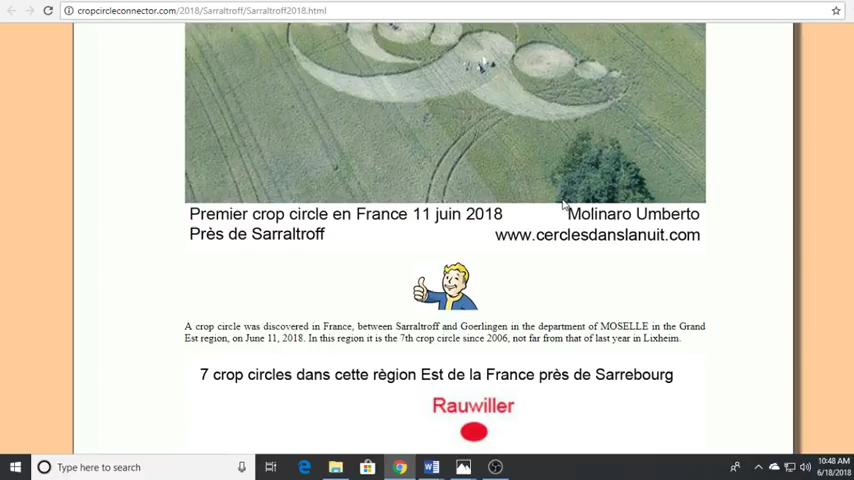 cropcircleconnector.com/2018/Sarraltroff/Sarraltroff2018.html
Premier crop circle en France 11 juin 2018
Molinaro Umberto
Près de Sarraltroff
www.cerclesdanslanuit.com
A crop circle was discovered in France, between Sarraltroff and Goerlingen in the department of MOSELLE in the Grand
Est region, on June 11, 2018. In this region it is the 7th crop circle since 2006, not far from that of last year in Lixheim.
7 crop circles dans cette règion Est de la France près de Sarrebourg
Rauwiller
Type here to search
10:48 AM
6/18/2018